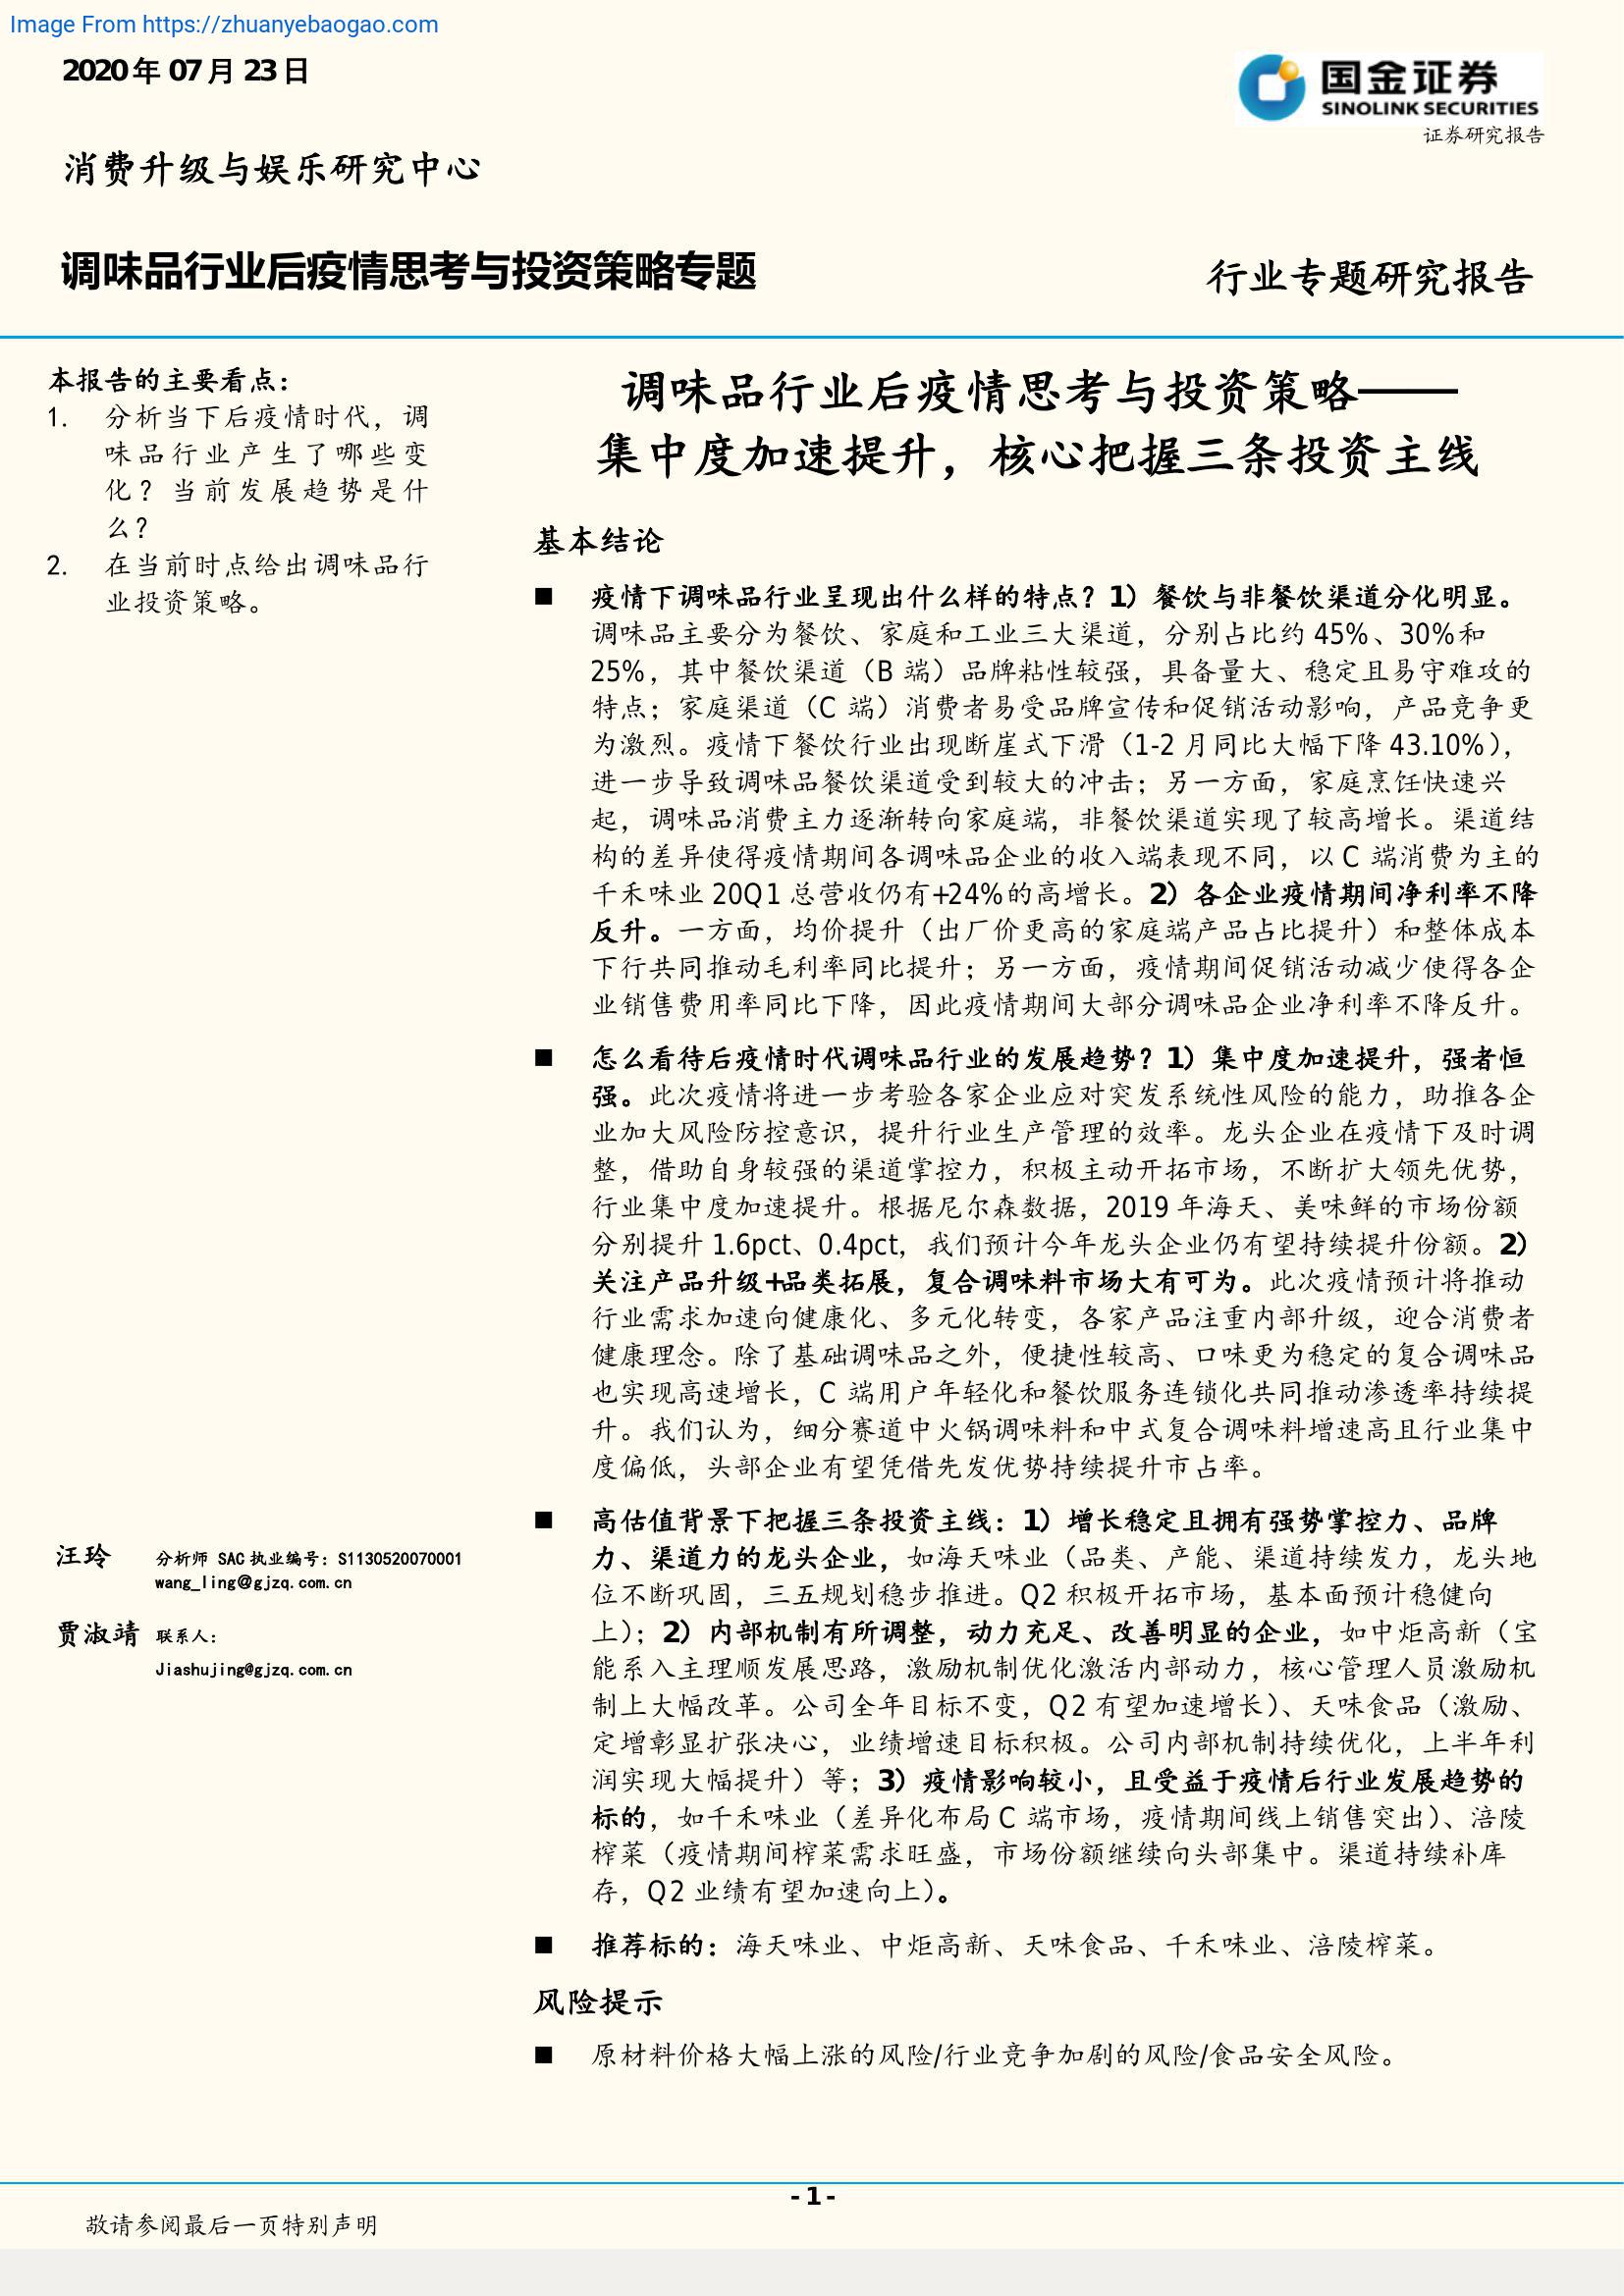 Image From https://zhuanyebaogao.com
2020年 07月 23日
国金证券
SINOLINK SECURITIES
证券研究报告
消费升级与娱乐研究中心
调味品行业后疫情思考与投资策略专题
行业专题研究报告
本报告的主要看点：
1. 分析当下后疫情时代，调
味品行业产生了哪些变
化？当前发展趋势是什
么？
2. 在当前时点给出调味品行
业投资策略。
汪玲 分析师 SAC 执业编号：S1130520070001
wang_ling@gjzq.com.cn
贾淑靖 联系人：
Jiashujing@gjzq.com.cn
调味品行业后疫情思考与投资策略——
集中度加速提升，核心把握三条投资主线
基本结论
■ 疫情下调味品行业呈现出什么样的特点？1）餐饮与非餐饮渠道分化明显。
调味品主要分为餐饮、家庭和工业三大渠道，分别占比约 45%、30%和
25%，其中餐饮渠道（B 端）品牌粘性较强，具备量大、稳定且易守难攻的
特点；家庭渠道（C 端）消费者易受品牌宣传和促销活动影响，产品竞争更
为激烈。疫情下餐饮行业出现断崖式下滑（1-2 月同比大幅下降 43.10%），
进一步导致调味品餐饮渠道受到较大的冲击；另一方面，家庭烹饪快速兴
起，调味品消费主力逐渐转向家庭端，非餐饮渠道实现了较高增长。渠道结
构的差异使得疫情期间各调味品企业的收入端表现不同，以 C 端消费为主的
千禾味业 20Q1 总营收仍有+24%的高增长。2）各企业疫情期间净利率不降
反升。一方面，均价提升（出厂价更高的家庭端产品占比提升）和整体成本
下行共同推动毛利率同比提升；另一方面，疫情期间促销活动减少使得各企
业销售费用率同比下降，因此疫情期间大部分调味品企业净利率不降反升。
■ 怎么看待后疫情时代调味品行业的发展趋势？1）集中度加速提升，强者恒
强。此次疫情将进一步考验各家企业应对突发系统性风险的能力，助推各企
业加大风险防控意识，提升行业生产管理的效率。龙头企业在疫情下及时调
整，借助自身较强的渠道掌控力，积极主动开拓市场，不断扩大领先优势，
行业集中度加速提升。根据尼尔森数据，2019 年海天、美味鲜的市场份额
分别提升 1.6pct、0.4pct，我们预计今年龙头企业仍有望持续提升份额。2）
关注产品升级+品类拓展，复合调味料市场大有可为。此次疫情预计将推动
行业需求加速向健康化、多元化转变，各家产品注重内部升级，迎合消费者
健康理念。除了基础调味品之外，便捷性较高、口味更为稳定的复合调味品
也实现高速增长，C 端用户年轻化和餐饮服务连锁化共同推动渗透率持续提
升。我们认为，细分赛道中火锅调味料和中式复合调味料增速高且行业集中
度偏低，头部企业有望凭借先发优势持续提升市占率。
■ 高估值背景下把握三条投资主线：1）增长稳定且拥有强势掌控力、品牌
力、渠道力的龙头企业，如海天味业（品类、产能、渠道持续发力，龙头地
位不断巩固，三五规划稳步推进。Q2 积极开拓市场，基本面预计稳健向
上）；2）内部机制有所调整，动力充足、改善明显的企业，如中炬高新（宝
能系入主理顺发展思路，激励机制优化激活内部动力，核心管理人员激励机
制上大幅改革。公司全年目标不变，Q2 有望加速增长）、天味食品（激励、
定增彰显扩张决心，业绩增速目标积极。公司内部机制持续优化，上半年利
润实现大幅提升）等；3）疫情影响较小，且受益于疫情后行业发展趋势的
标的，如千禾味业（差异化布局 C 端市场，疫情期间线上销售突出）、涪陵
榨菜（疫情期间榨菜需求旺盛，市场份额继续向头部集中。渠道持续补库
存，Q2 业绩有望加速向上）。
■ 推荐标的：海天味业、中炬高新、天味食品、千禾味业、涪陵榨菜。
风险提示
■ 原材料价格大幅上涨的风险/行业竞争加剧的风险/食品安全风险。
- 1 -
敬请参阅最后一页特别声明